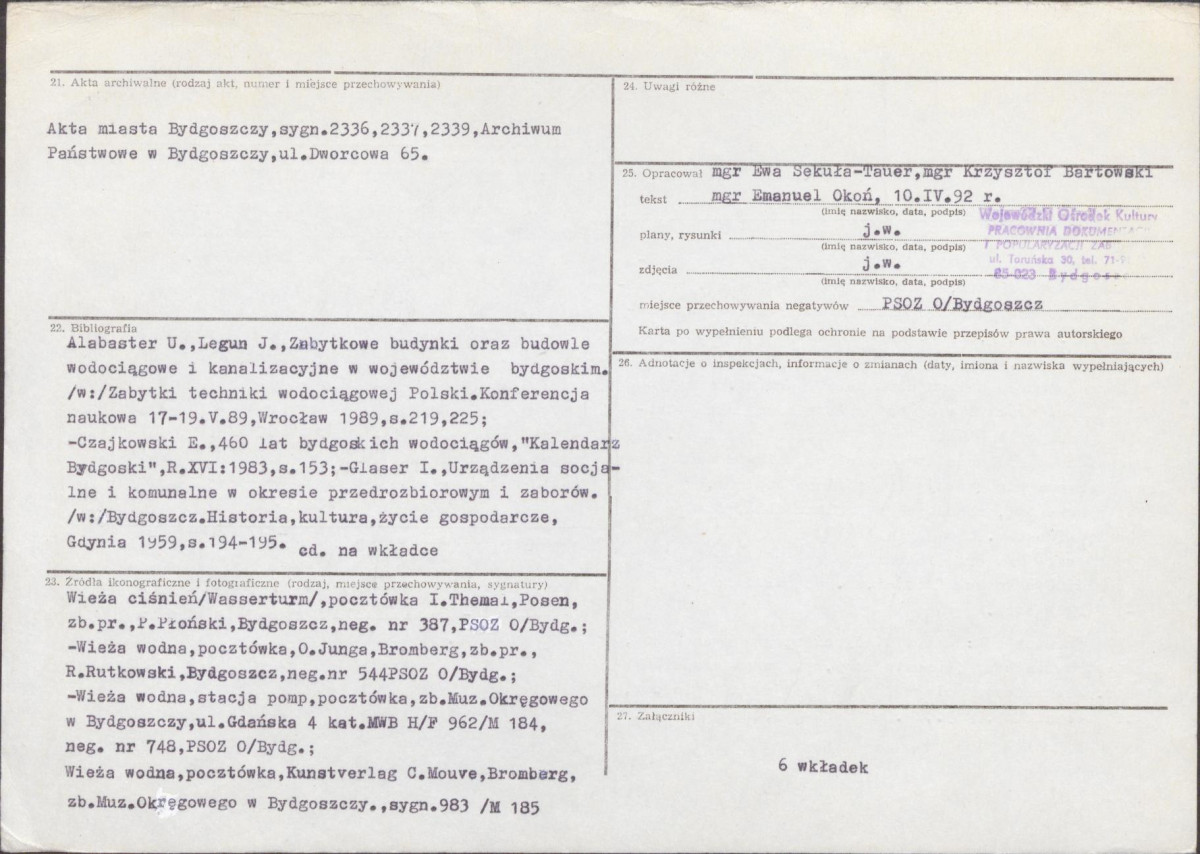 21. Akta archiwalne (rodzaj akt, numer i miejsce przechowywania)
Akta miasta Bydgoszczy,sygn.2336,2337,2339,Archiwum
Państwowe w Bydgoszczy,ul.Dworcowa 65.
22. Bibliografia
Alabaster U.,Legun J.,Zabytkowe budynki oraz budowle
wodociągowe i kanalizacyjne w województwie bydgoskim.
/w:/Zabytki techniki wodociągowej Polski.Konferencja
naukowa 17-19.V.89,Wrocław 1989,s.219,225;
-Czajkowski E.,460 lat bydgoskich wodociągów,"Kalendarz
Bydgoski",R.XVI:1983,s.153;-Glaser I.,Urządzenia socja-
lne i komunalne w okresie przedrozbiorowym i zaborów.
/w:/Bydgoszcz.Historia,kultura,życie gospodarcze,
Gdynia 1959,s.194-195. cd. na wkładce
23. Źródła ikonograficzne i fotograficzne (rodzaj, miejsce przechowywania, sygnatury)
Wieża ciśnień/Wasserturm/,pocztówka I.Themal,Posen,
zb.pr.,P.Płoński,Bydgoszcz,neg. nr 387,PSOZ O/Bydg.;
-Wieża wodna,pocztówka,O.Junga,Bromberg,zb.pr.,
R.Rutkowski,Bydgoszcz,neg.nr 544PSOZ O/Bydg.;
-Wieża wodna,stacja pomp,pocztówka,zb.Muz.Okręgowego
w Bydgoszczy,ul.Gdańska 4 kat.MWB H/F 962/M 184,
neg. nr 748,PSOZ O/Bydg.;
Wieża wodna,pocztówka,Kunstverlag C.Mouve,Bromberg,
zb.Muz.Okręgowego w Bydgoszczy.,sygn.983 /M 185
24. Uwagi różne
25. Opracował mgr Ewa Sekuła-Tauer,mgr Krzysztof Bartowski
tekst mgr Emanuel Okoń, 10.IV.92 r.
(imię nazwisko, data, podpis)
plany, rysunki j.w.
(imię nazwisko, data, podpis)
zdjęcia j.w.
(imię nazwisko, data, podpis)
Wojewódzki Ośrodek Kultury
PRACOWNIA DOKUMENTACJI
I POPULARYZACJI ZAB
ul. Toruńska 30, tel. 71-
85-023 Bydgos
miejsce przechowywania negatywów PSOZ O/Bydgoszcz
Karta po wypełnieniu podlega ochronie na podstawie przepisów prawa autorskiego
26. Adnotacje o inspekcjach, informacje o zmianach (daty, imiona i nazwiska wypełniających)
27. Załączniki
6 wkładek